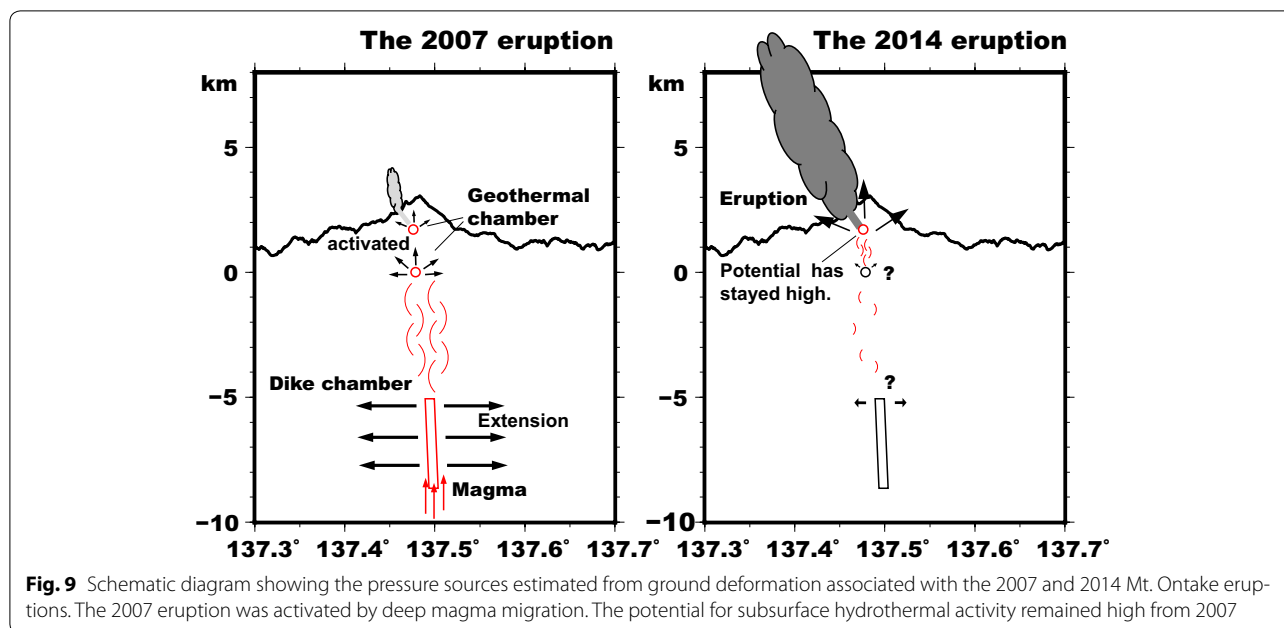 The 2007 eruption
km
5
0
−5
−10
137.3˚ 137.4˚ 137.5˚ 137.6˚ 137.7˚
Geothermal
chamber
activated
Dike chamber
Extension
Magma
The 2014 eruption
km
5
0
−5
−10
137.3˚ 137.4˚ 137.5˚ 137.6˚ 137.7˚
Eruption
Potential has
stayed high.
?
?
Fig. 9 Schematic diagram showing the pressure sources estimated from ground deformation associated with the 2007 and 2014 Mt. Ontake erup-
tions. The 2007 eruption was activated by deep magma migration. The potential for subsurface hydrothermal activity remained high from 2007